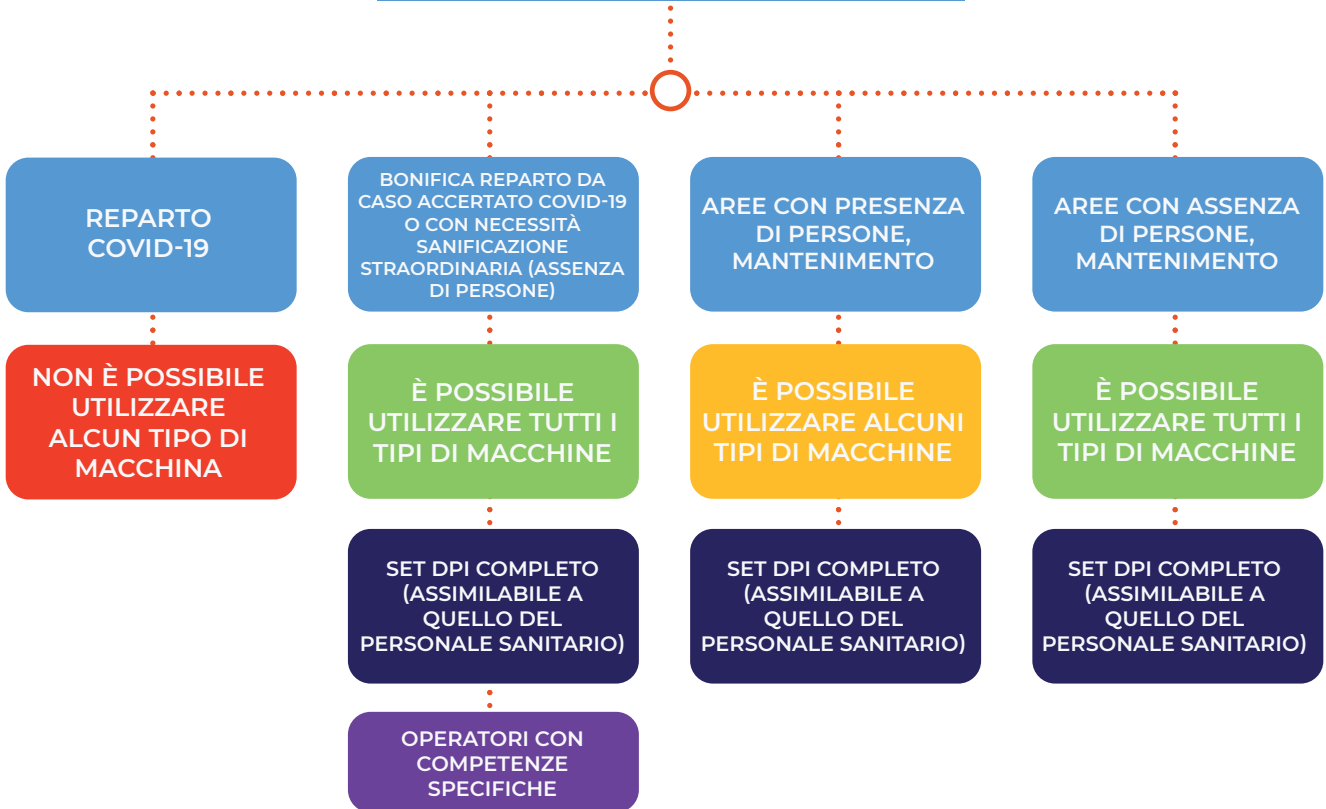 REPARTO
COVID-19
BONIFICA REPARTO DA
CASO ACCERTATO COVID-19
O CON NECESSITÀ
SANIFICAZIONE
STRAORDINARIA (ASSENZA
DI PERSONE)
AREE CON PRESENZA
DI PERSONE,
MANTENIMENTO
AREE CON ASSENZA
DI PERSONE,
MANTENIMENTO
NON È POSSIBILE
UTILIZZARE
ALCUN TIPO DI
MACCHINA
È POSSIBILE
UTILIZZARE TUTTI I
TIPI DI MACCHINE
È POSSIBILE
UTILIZZARE ALCUNI
TIPI DI MACCHINE
È POSSIBILE
UTILIZZARE TUTTI I
TIPI DI MACCHINE
SET DPI COMPLETO
(ASSIMILABILE A
QUELLO DEL
PERSONALE SANITARIO)
SET DPI COMPLETO
(ASSIMILABILE A
QUELLO DEL
PERSONALE SANITARIO)
SET DPI COMPLETO
(ASSIMILABILE A
QUELLO DEL
PERSONALE SANITARIO)
OPERATORI CON
COMPETENZE
SPECIFICHE